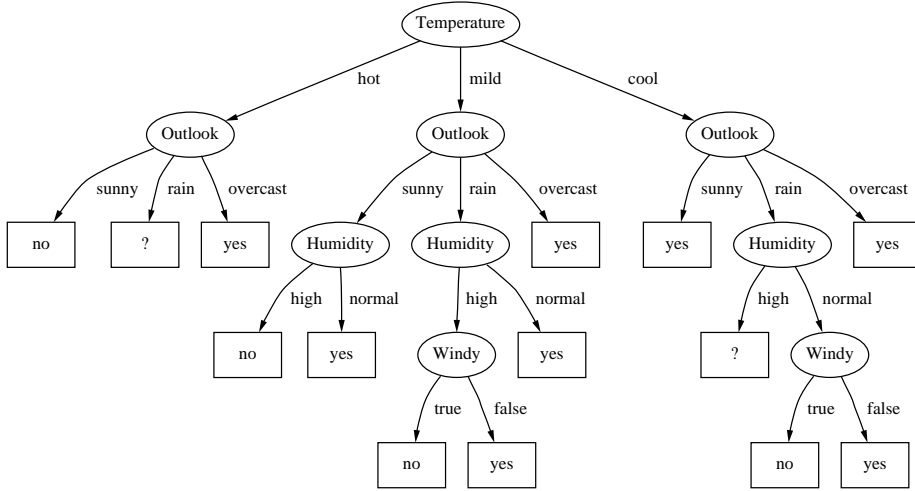 Temperature
hot mild cool
Outlook Outlook Outlook
sunny rain overcast sunny rain overcast sunny rain overcast
no ? yes Humidity Humidity yes yes Humidity yes
high normal high normal high normal
no yes Windy yes ? Windy
true false true false
no yes no yes